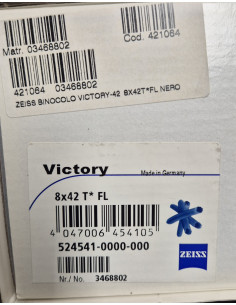 Matr. 03468802
Cod. 421064
421064 03468802
ZEISS BINOCOLO VICTORY-42 8X42T*FL NERO
Victory
Made in Germany
8x42 T* FL
4 047006 454105
524541-0000-000
ZEISS
Nr./ No. 3468802